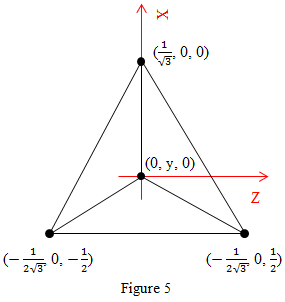 X
(1/√3, 0, 0)
(0, y, 0)
Z
(− 1/2√3, 0, − 1/2)
(− 1/2√3, 0, 1/2)
Figure 5